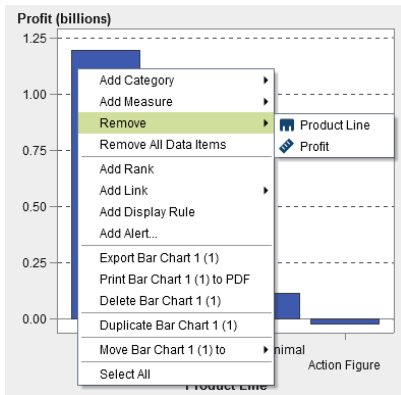 Profit (billions)
1.25
1.00
0.75
0.50
0.25
0.00
Add Category
Add Measure
Remove
Product Line
Profit
Remove All Data Items
Add Rank
Add Link
Add Display Rule
Add Alert...
Export Bar Chart 1 (1)
Print Bar Chart 1 (1) to PDF
Delete Bar Chart 1 (1)
Duplicate Bar Chart 1 (1)
Move Bar Chart 1 (1) to
Select All
nimal
Action Figure
Product Line